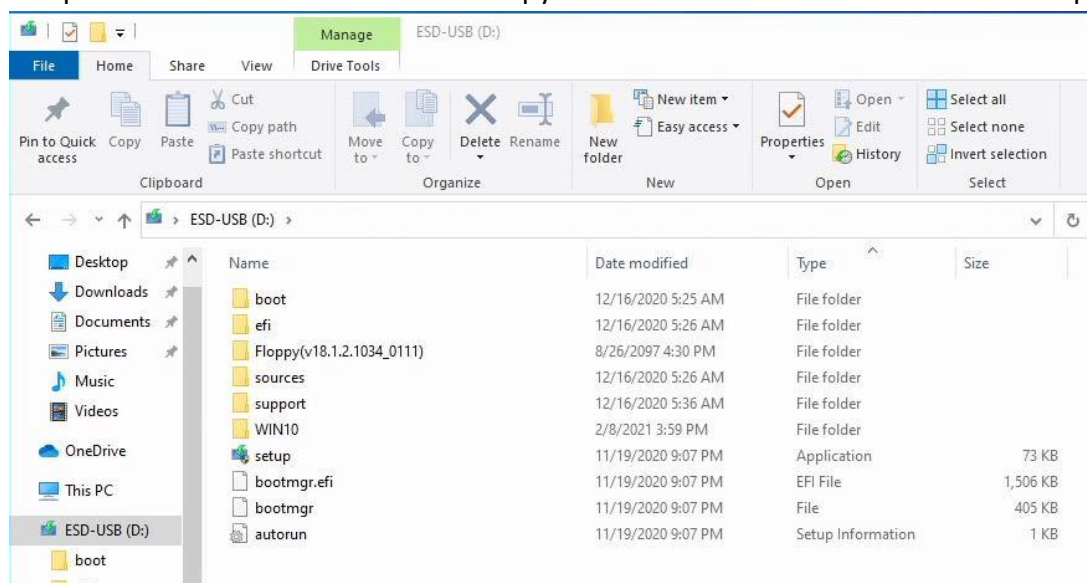 py
Manage ESD-USB (D:)
File Home Share View Drive Tools
Pin to Quick access
Copy
Paste
Cut
Copy path
Paste shortcut
Move to
Copy to
Delete
Rename
New folder
New item
Easy access
Properties
Open
Edit
History
Select all
Select none
Invert selection
Clipboard Organize New Open Select
ESD-USB (D:)
Desktop
Downloads
Documents
Pictures
Music
Videos
OneDrive
This PC
ESD-USB (D:)
boot
Name Date modified Type Size
boot 12/16/2020 5:25 AM File folder
efi 12/16/2020 5:26 AM File folder
Floppy(v18.1.2.1034_0111) 8/26/2097 4:30 PM File folder
sources 12/16/2020 5:26 AM File folder
support 12/16/2020 5:36 AM File folder
WIN10 2/8/2021 3:59 PM File folder
setup 11/19/2020 9:07 PM Application 73 KB
bootmgr.efi 11/19/2020 9:07 PM EFI File 1,506 KB
bootmgr 11/19/2020 9:07 PM File 405 KB
autorun 11/19/2020 9:07 PM Setup Information 1 KB